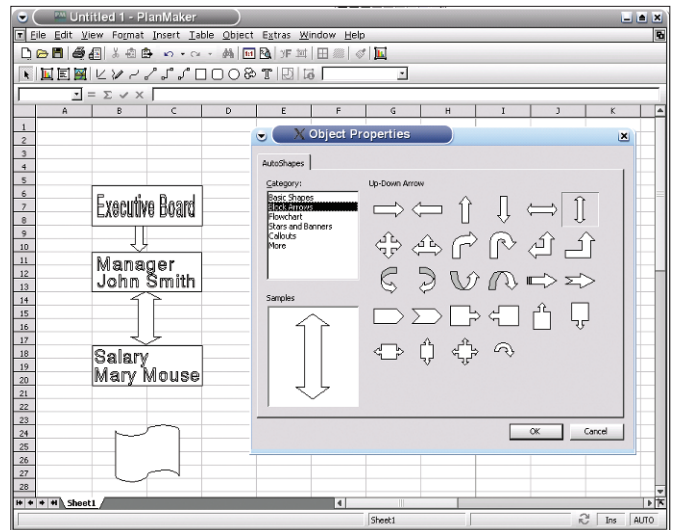 Untitled 1 - PlanMaker
File Edit View Format Insert Table Object Extras Window Help
= Σ
A B C D E F G H I J K
1
2
3
4
5
6
7
8
9
10
11
12
13
14
15
16
17
18
19
20
21
22
23
24
25
26
27
28
Executive Board
Manager
John Smith
Salary
Mary Mouse
X Object Properties
AutoShapes
Category:
Basic Shapes
Block Arrows
Flowchart
Stars and Banners
Callouts
More
Up-Down Arrow
Samples
OK Cancel
Sheet1
Sheet1 Ins AUTO